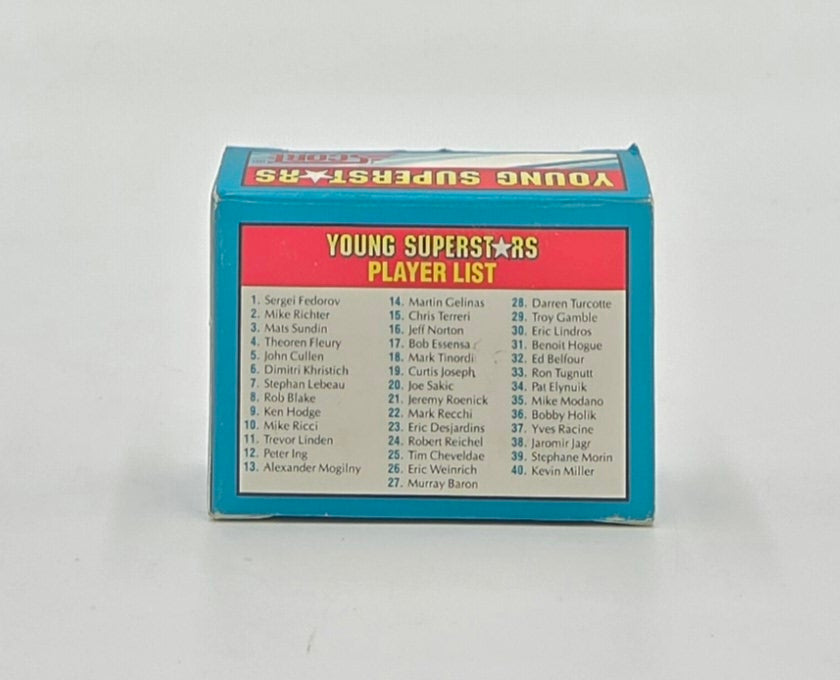 SCORE
YOUNG SUPERST★RS
YOUNG SUPERST★RS
PLAYER LIST
1. Sergei Fedorov
2. Mike Richter
3. Mats Sundin
4. Theoren Fleury
5. John Cullen
6. Dimitri Khristich
7. Stephan Lebeau
8. Rob Blake
9. Ken Hodge
10. Mike Ricci
11. Trevor Linden
12. Peter Ing
13. Alexander Mogilny
14. Martin Gelinas
15. Chris Terreri
16. Jeff Norton
17. Bob Essensa
18. Mark Tinordi
19. Curtis Joseph
20. Joe Sakic
21. Jeremy Roenick
22. Mark Recchi
23. Eric Desjardins
24. Robert Reichel
25. Tim Cheveldae
26. Eric Weinrich
27. Murray Baron
28. Darren Turcotte
29. Troy Gamble
30. Eric Lindros
31. Benoit Hogue
32. Ed Belfour
33. Ron Tugnutt
34. Pat Elynuik
35. Mike Modano
36. Bobby Holik
37. Yves Racine
38. Jaromir Jagr
39. Stephane Morin
40. Kevin Miller